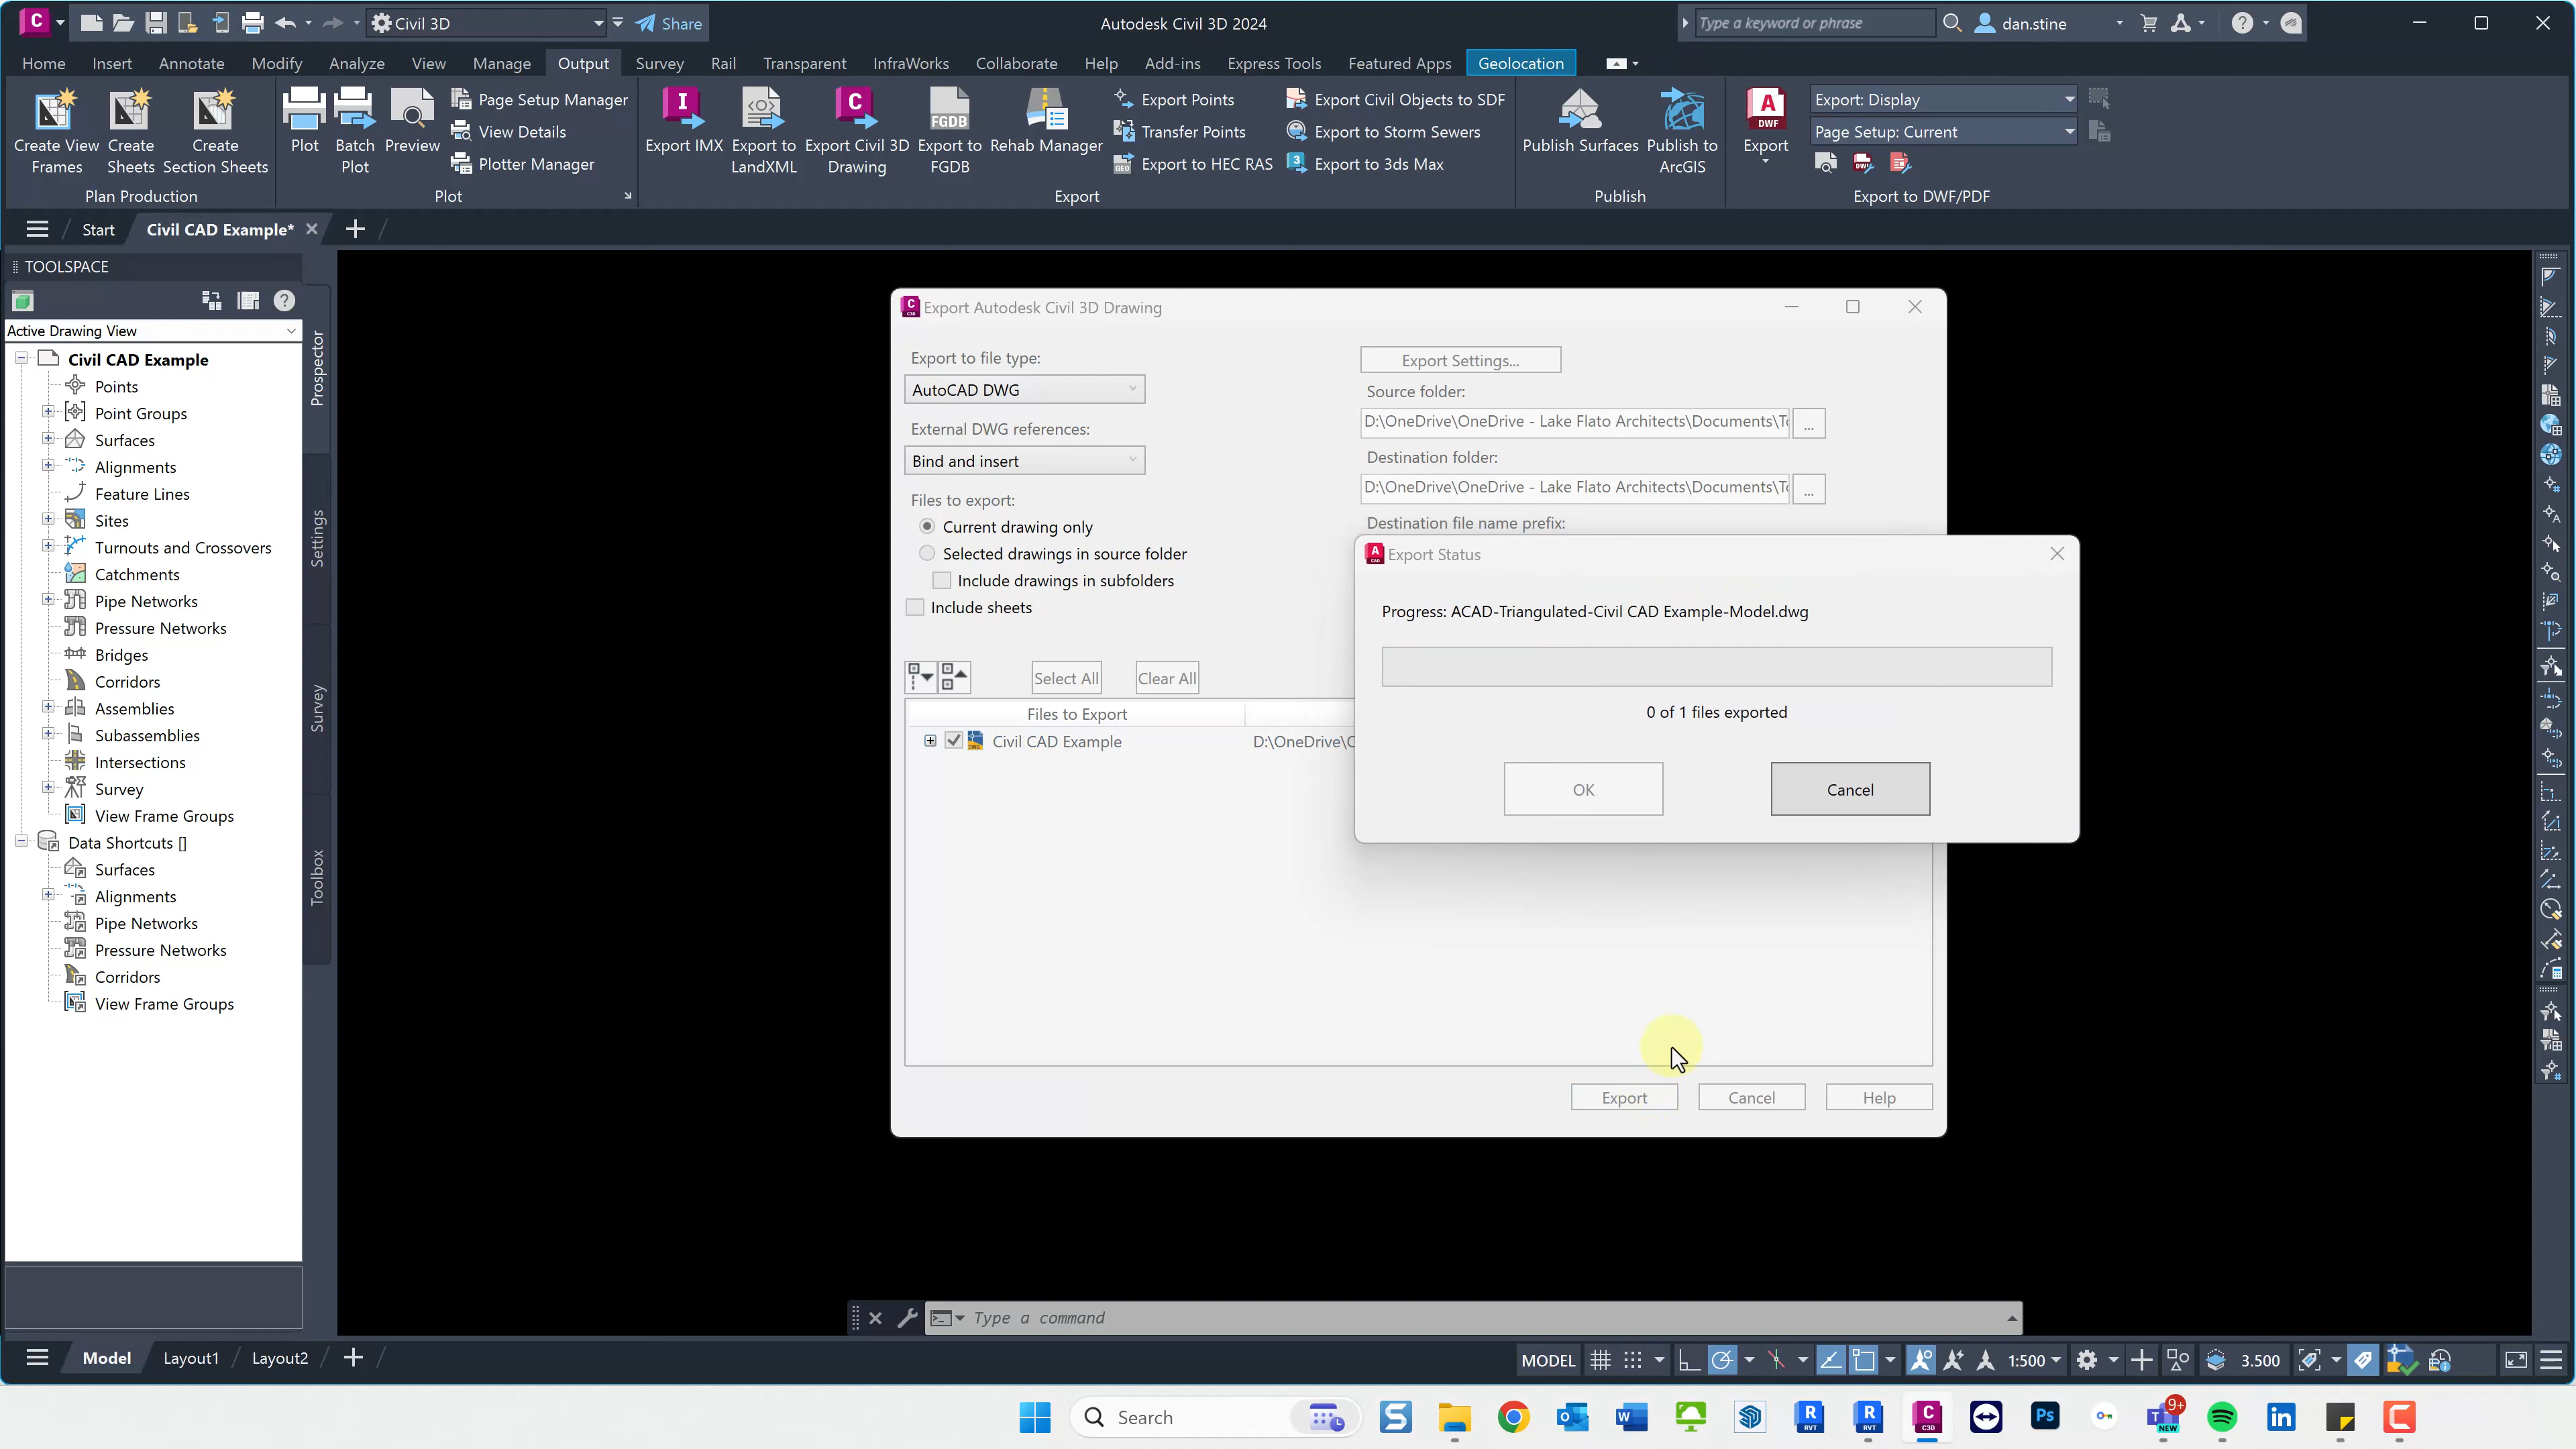 Civil 3D
Share
Autodesk Civil 3D 2024
Type a keyword or phrase
dan.stine
Home Insert Annotate Modify Analyze View Manage Output Survey Rail Transparent InfraWorks Collaborate Help Add-ins Express Tools Featured Apps Geolocation
Create View Frames
Create Sheets
Create Section Sheets
Plan Production
Plot
Batch Plot
Preview
Page Setup Manager
View Details
Plotter Manager
Plot
Export IMX
Export to LandXML
Export Civil 3D Drawing
FGDB
Export to FGDB
Rehab Manager
Export Points
Transfer Points
Export to HEC RAS
Export Civil Objects to SDF
Export to Storm Sewers
Export to 3ds Max
Export
Publish Surfaces
Publish to ArcGIS
Publish
DWF
Export
Export: Display
Page Setup: Current
Export to DWF/PDF
Start
Civil CAD Example*
TOOLSPACE
Active Drawing View
Civil CAD Example
Points
Point Groups
Surfaces
Alignments
Feature Lines
Sites
Turnouts and Crossovers
Catchments
Pipe Networks
Pressure Networks
Bridges
Corridors
Assemblies
Subassemblies
Intersections
Survey
View Frame Groups
Data Shortcuts []
Surfaces
Alignments
Pipe Networks
Pressure Networks
Corridors
View Frame Groups
Prospector
Settings
Survey
Toolbox
Export Autodesk Civil 3D Drawing
Export to file type:
AutoCAD DWG
External DWG references:
Bind and insert
Files to export:
Current drawing only
Selected drawings in source folder
Include drawings in subfolders
Include sheets
Export Settings...
Source folder:
D:\OneDrive\OneDrive - Lake Flato Architects\Documents\
...
Destination folder:
D:\OneDrive\OneDrive - Lake Flato Architects\Documents\
...
Destination file name prefix:
Select All
Clear All
Files to Export
Civil CAD Example
D:\OneDrive\
Export Status
Progress: ACAD-Triangulated-Civil CAD Example-Model.dwg
0 of 1 files exported
OK
Cancel
Export
Cancel
Help
Type a command
Model
Layout1
Layout2
MODEL
1:500
3.500
Search
9+
NEW